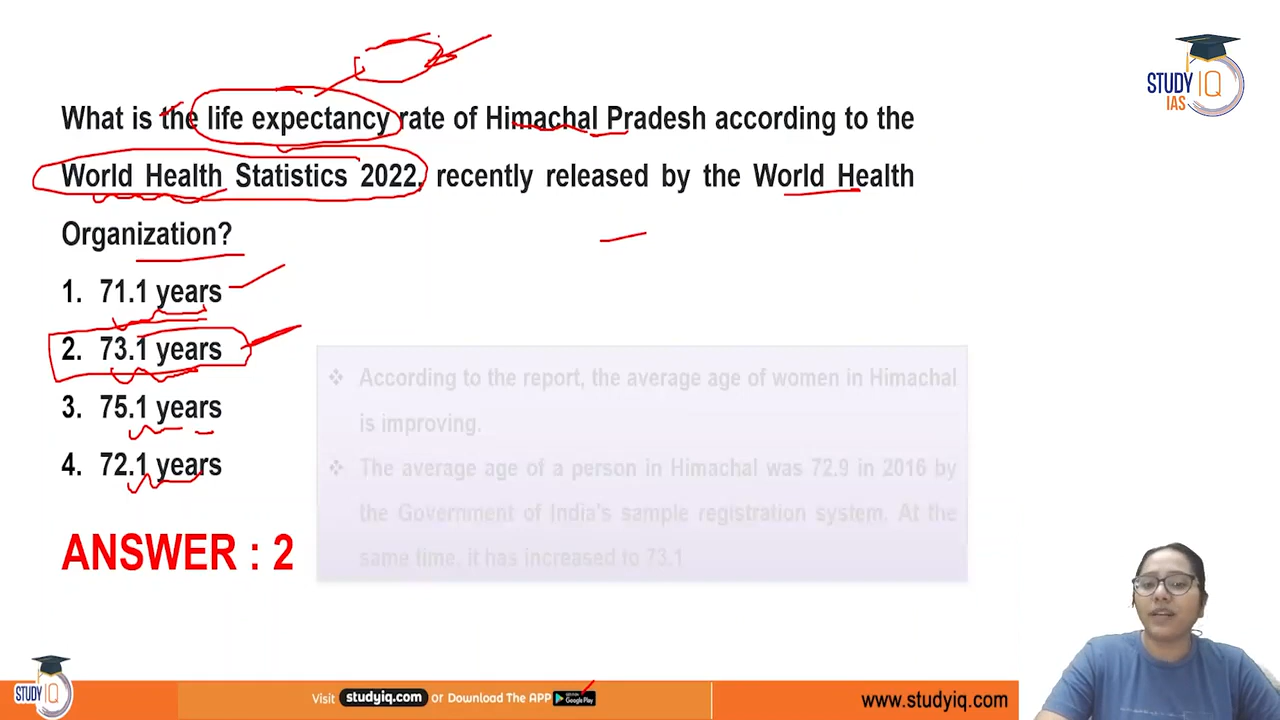 STUDY IQ
IAS
What is the life expectancy rate of Himachal Pradesh according to the
World Health Statistics 2022, recently released by the World Health
Organization?
1. 71.1 years
2. 73.1 years
3. 75.1 years
4. 72.1 years
ANSWER : 2
❖ According to the report, the average age of women in Himachal
is improving.
❖ The average age of a person in Himachal was 72.9 in 2016 by
the Government of India's sample registration system. At the
same time, it has increased to 73.1
STUDY IQ
Visit studyiq.com or Download The APP Google Play
www.studyiq.com